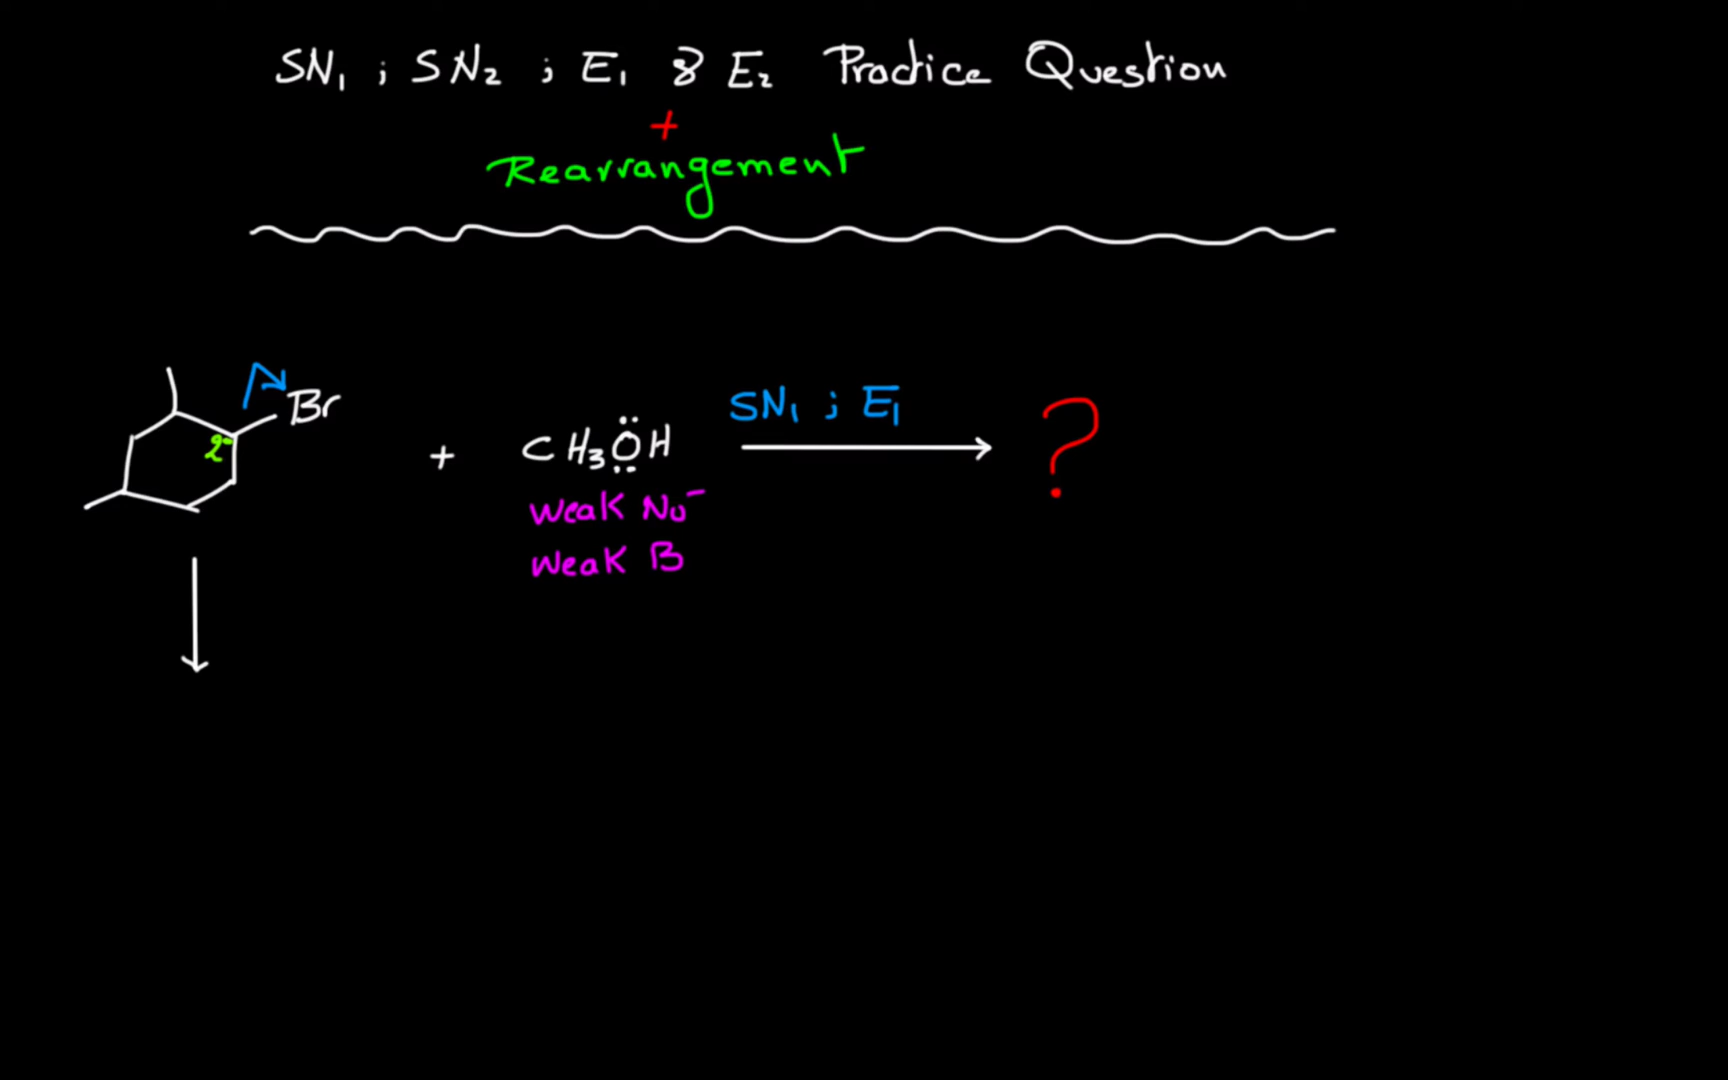 SN1 ; SN2 ; E1 & E2 Practice Question
+
Rearrangement
Br
2°
+ CH3ÖH
SN1 ; E1
?
weak Nu⁻
weak B